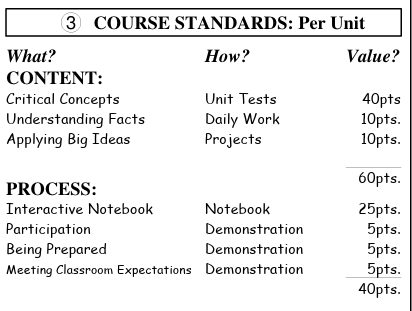 ③ COURSE STANDARDS: Per Unit
What? How? Value?
CONTENT:
Critical Concepts Unit Tests 40pts
Understanding Facts Daily Work 10pts.
Applying Big Ideas Projects 10pts.
60pts.
PROCESS:
Interactive Notebook Notebook 25pts.
Participation Demonstration 5pts.
Being Prepared Demonstration 5pts.
Meeting Classroom Expectations Demonstration 5pts.
40pts.